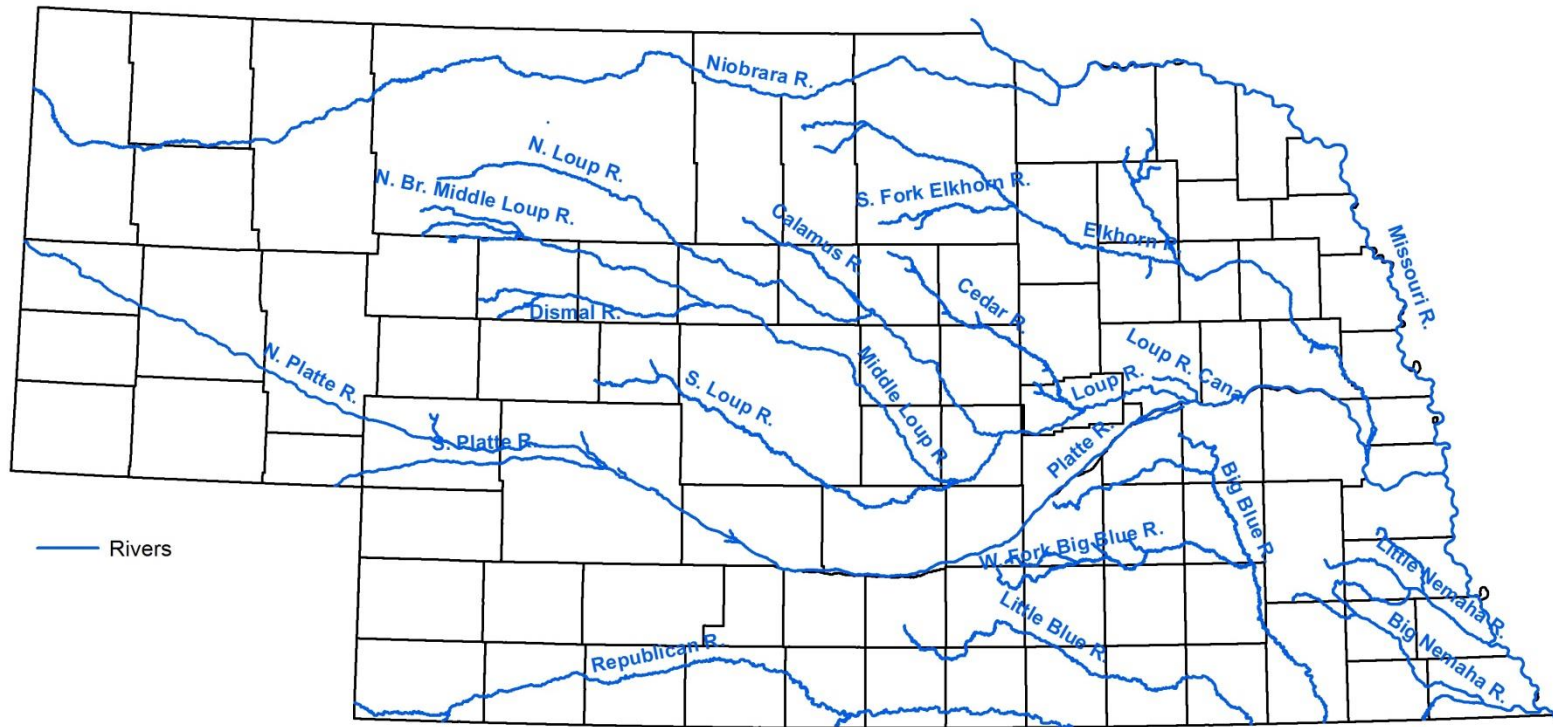 Niobrara R.
N. Loup R.
N. Br. Middle Loup R.
S. Fork Elkhorn R.
Calamus R.
Elkhorn R.
Missouri R.
Cedar R.
Dismal R.
N. Platte R.
Loup R. Canal
Loup R.
Middle Loup R.
S. Loup R.
S. Platte R.
Platte R.
Big Blue R.
W. Fork Big Blue R.
Rivers
Little Nemaha R.
Little Blue R.
Big Nemaha R.
Republican R.